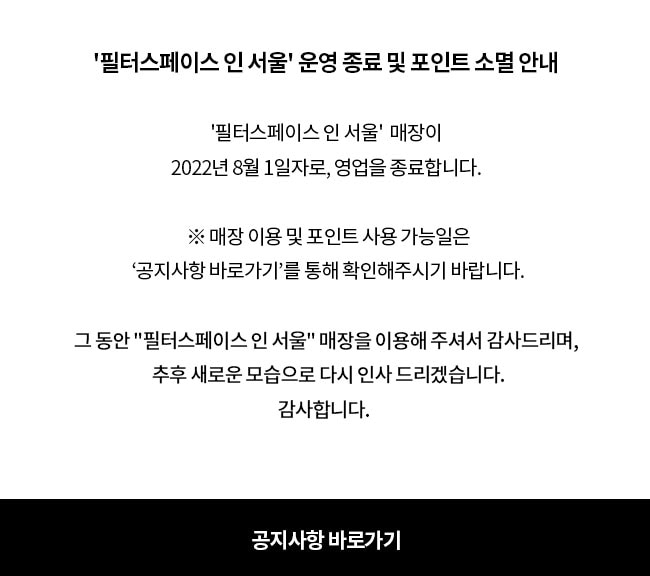 '필터스페이스 인 서울' 운영 종료 및 포인트 소멸 안내
'필터스페이스 인 서울' 매장이
2022년 8월 1일자로, 영업을 종료합니다.
※ 매장 이용 및 포인트 사용 가능일은
‘공지사항 바로가기’를 통해 확인해주시기 바랍니다.
그 동안 "필터스페이스 인 서울" 매장을 이용해 주셔서 감사드리며,
추후 새로운 모습으로 다시 인사 드리겠습니다.
감사합니다.
공지사항 바로가기